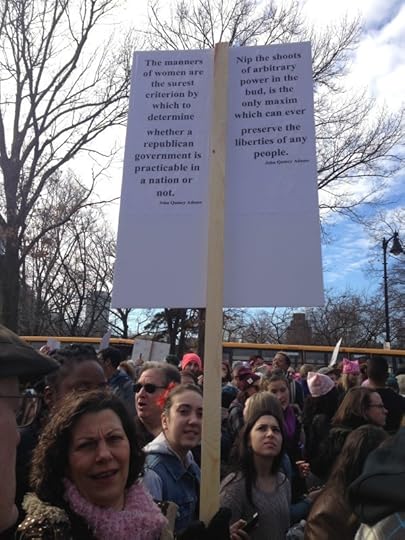 The manners
of women are
the surest
criterion by
which to
determine
whether a
republican
government is
practicable in
a nation or
not.
John Quincy Adams
Nip the shoots
of arbitrary
power in the
bud, is the
only maxim
which can ever
preserve the
liberties of any
people.
John Quincy Adams